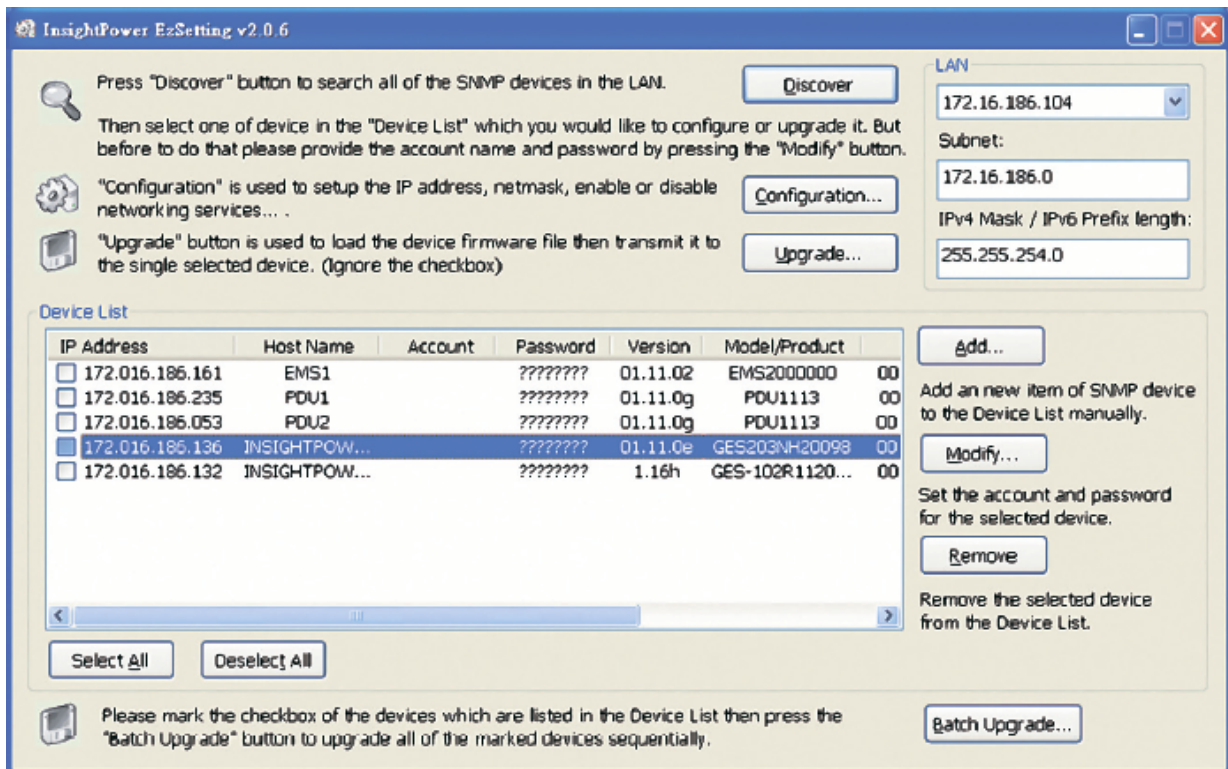 InsightPower EzSetting v2.0.6
Press "Discover" button to search all of the SNMP devices in the LAN.
Discover
Then select one of device in the "Device List" which you would like to configure or upgrade it. But
before to do that please provide the account name and password by pressing the "Modify" button.
"Configuration" is used to setup the IP address, netmask, enable or disable
networking services... .
Configuration...
"Upgrade" button is used to load the device firmware file then transmit it to
the single selected device. (Ignore the checkbox)
Upgrade...
LAN
172.16.186.104
Subnet:
172.16.186.0
IPv4 Mask / IPv6 Prefix length:
255.255.254.0
Device List
IP Address Host Name Account Password Version Model/Product
172.016.186.161 EMS1 ???????? 01.11.02 EMS2000000 00
172.016.186.235 PDU1 ???????? 01.11.0g PDU1113 00
172.016.186.053 PDU2 ???????? 01.11.0g PDU1113 00
172.016.186.136 INSIGHTPOW... ???????? 01.11.0e GES203NH20098 00
172.016.186.132 INSIGHTPOW... ???????? 1.16h GES-102R1120... 00
Add...
Add an new item of SNMP device
to the Device List manually.
Modify...
Set the account and password
for the selected device.
Remove
Remove the selected device
from the Device List.
Select All Deselect All
Please mark the checkbox of the devices which are listed in the Device List then press the
"Batch Upgrade" button to upgrade all of the marked devices sequentially.
Batch Upgrade...